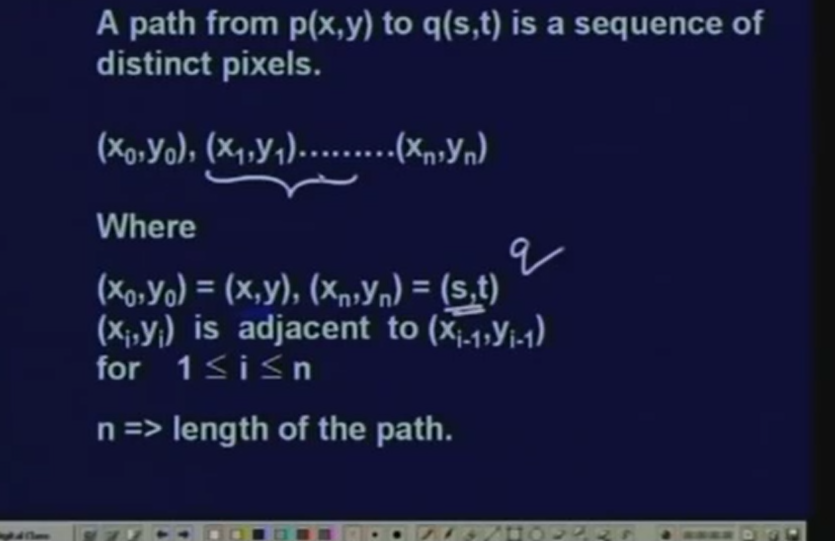 A path from p(x,y) to q(s,t) is a sequence of
distinct pixels.
(x₀,y₀), (x₁,y₁).........(xₙ,yₙ)
Where
q
(x₀,y₀) = (x,y), (xₙ,yₙ) = (s,t)
(xᵢ,yᵢ) is adjacent to (xᵢ₋₁,yᵢ₋₁)
for 1 ≤ i ≤ n
n => length of the path.